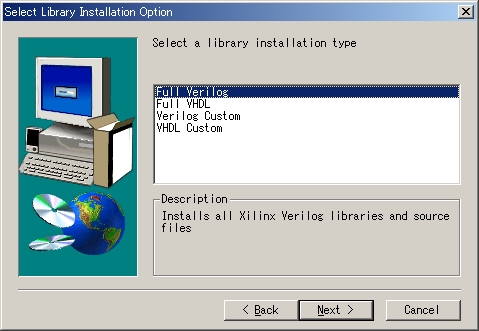 Select Library Installation Option
Select a library installation type
Full Verilog
Full VHDL
Verilog Custom
VHDL Custom
Description
Installs all Xilinx Verilog libraries and source
files
< Back
Next >
Cancel